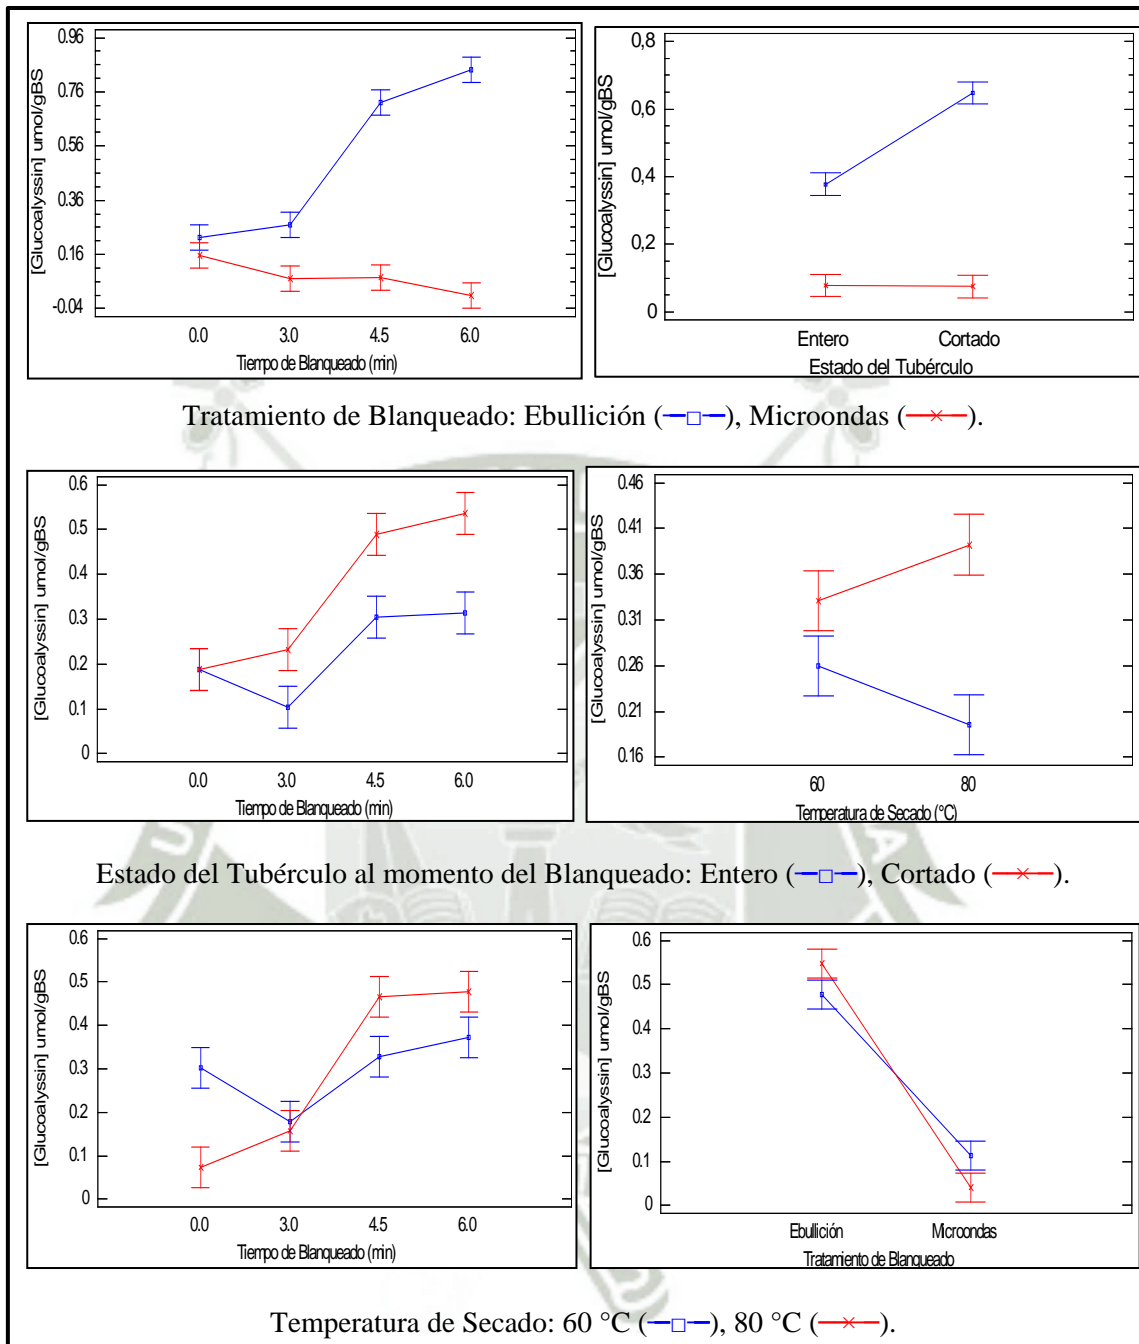 [Glucoalyssin] umol/gBS
0.96
0.76
0.56
0.36
0.16
-0.04
0.0 3.0 4.5 6.0
Tiempo de Blanqueado (min)
[Glucoalyssin] umol/gBS
0,8
0,6
0,4
0,2
0
Entero Cortado
Estado del Tubérculo
Tratamiento de Blanqueado: Ebullición (), Microondas ().
[Glucoalyssin] umol/gBS
0.6
0.5
0.4
0.3
0.2
0.1
0
0.0 3.0 4.5 6.0
Tiempo de Blanqueado (min)
[Glucoalyssin] umol/gBS
0.46
0.41
0.36
0.31
0.26
0.21
0.16
60 80
Temperatura de Secado (°C)
Estado del Tubérculo al momento del Blanqueado: Entero (), Cortado ().
[Glucoalyssin] umol/gBS
0.6
0.5
0.4
0.3
0.2
0.1
0
0.0 3.0 4.5 6.0
Tiempo de Blanqueado (min)
[Glucoalyssin] umol/gBS
0.6
0.5
0.4
0.3
0.2
0.1
0
Ebullición Microondas
Tratamiento de Blanqueado
Temperatura de Secado: 60 °C (), 80 °C ().